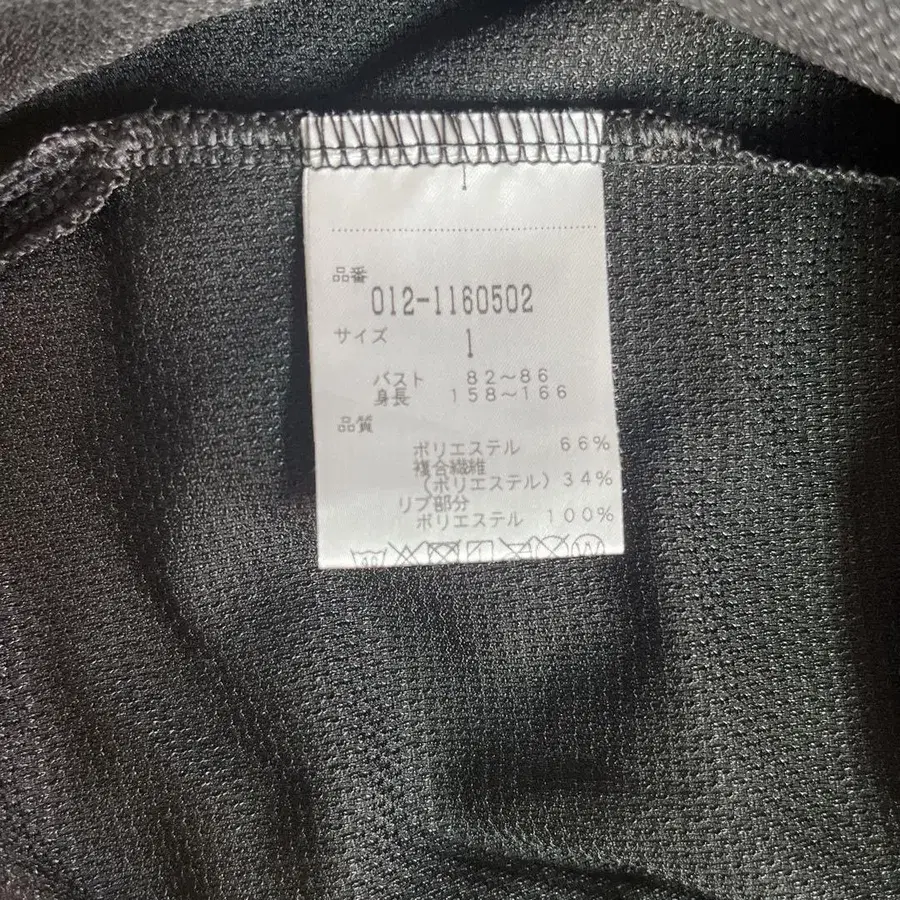 品番
012-1160502
サイズ
1
バスト 82～86
身長 158～166
品質
ポリエステル 66%
複合繊維
(ポリエステル) 34%
リブ部分
ポリエステル 100%